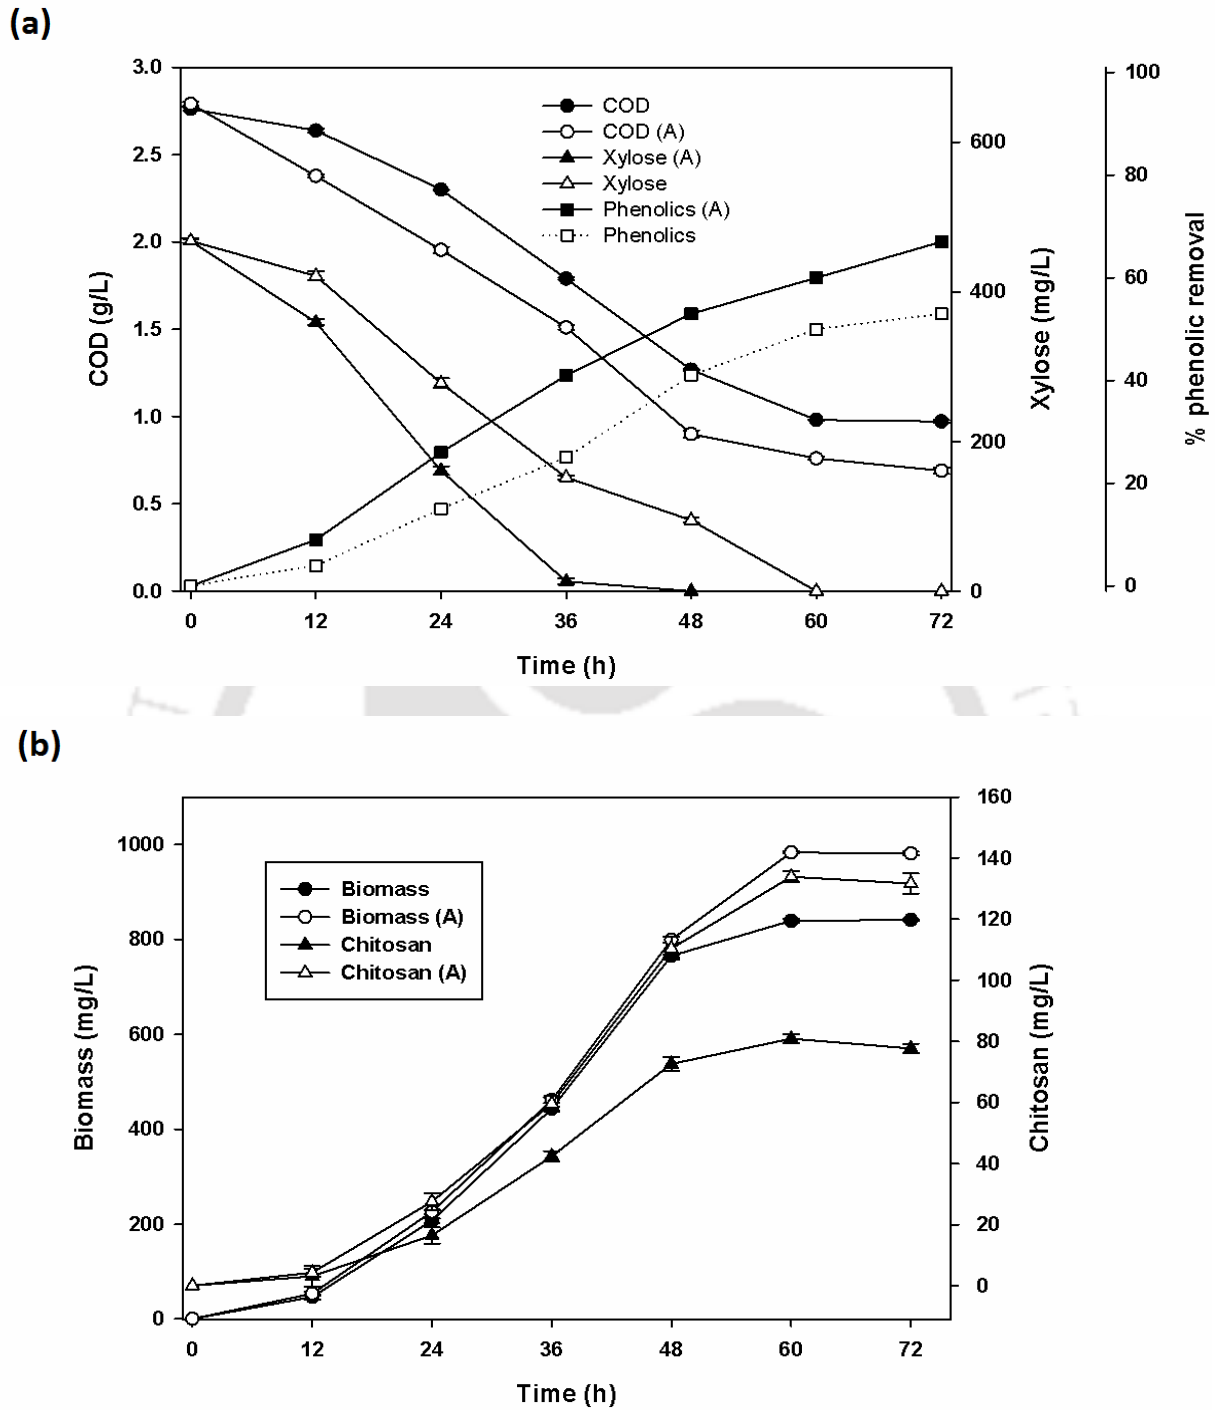 (a)
3.0
2.5
2.0
1.5
1.0
0.5
0.0
COD (g/L)
COD
COD (A)
Xylose (A)
Xylose
Phenolics (A)
Phenolics
600
400
200
0
Xylose (mg/L)
100
80
60
40
20
0
% phenolic removal
0 12 24 36 48 60 72
Time (h)
(b)
1000
800
600
400
200
0
Biomass (mg/L)
Biomass
Biomass (A)
Chitosan
Chitosan (A)
160
140
120
100
80
60
40
20
0
Chitosan (mg/L)
0 12 24 36 48 60 72
Time (h)